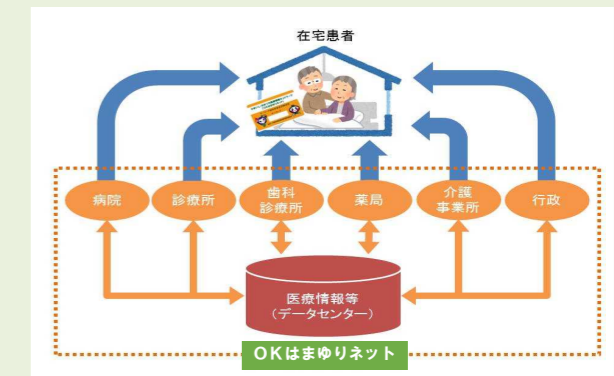 在宅患者
病院
診療所
歯科
診療所
薬局
介護
事業所
行政
医療情報等
(データセンター)
OKはまゆりネット